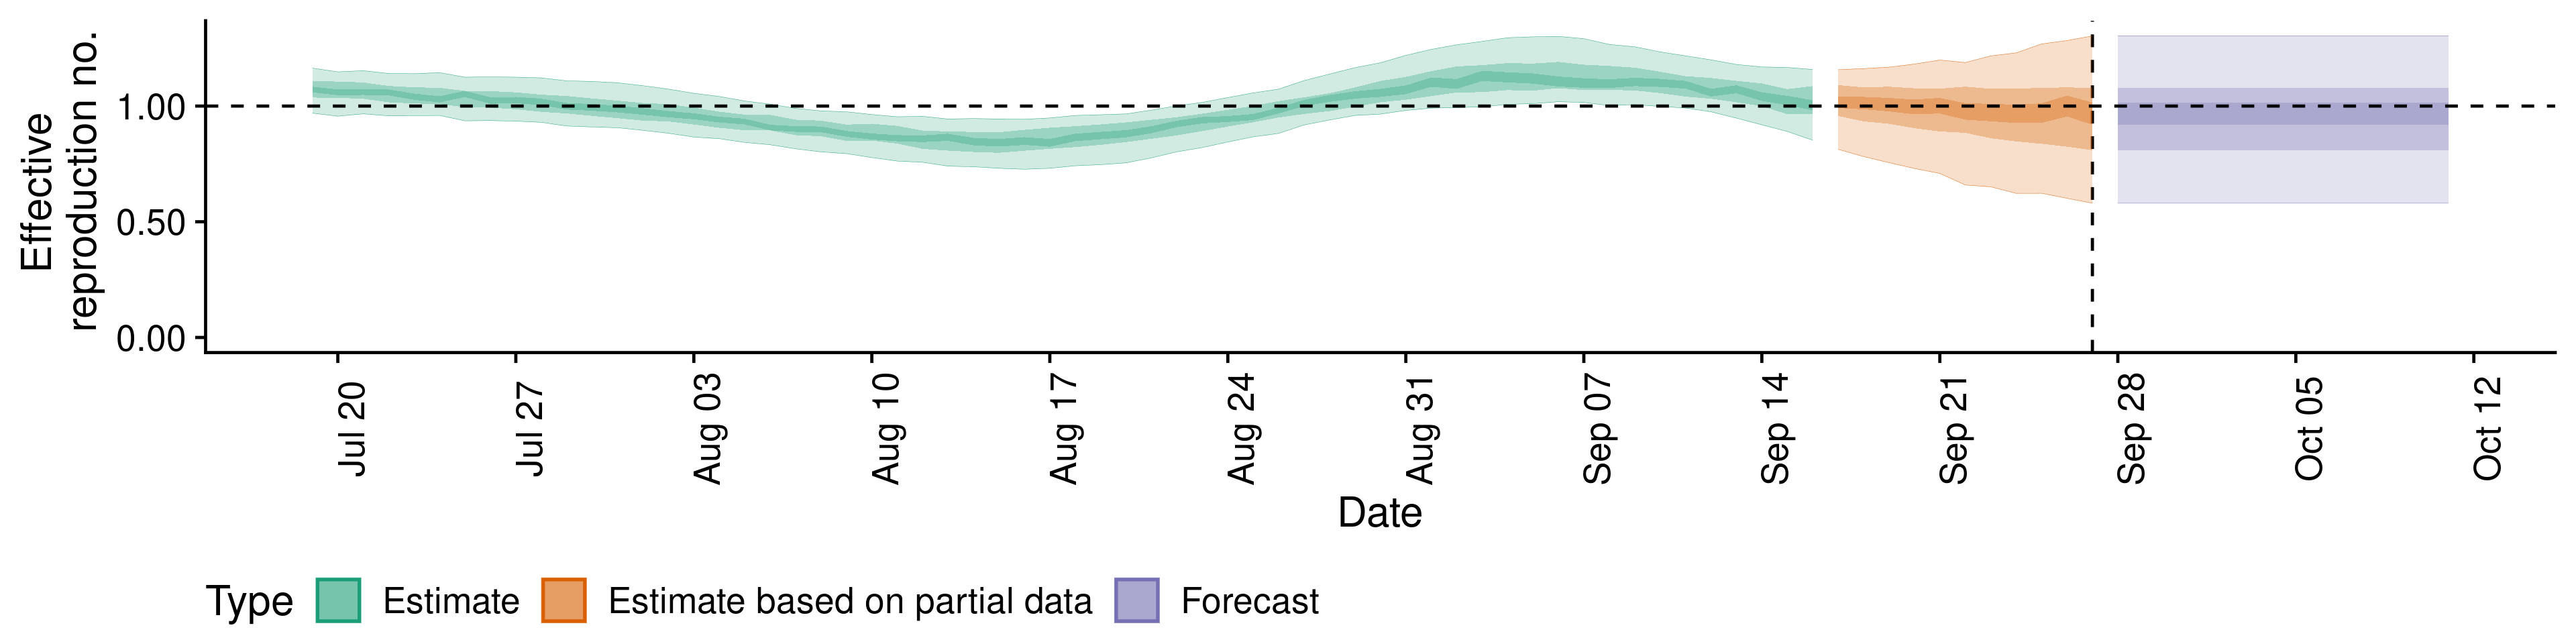 Effective
reproduction no.
1.00
0.50
0.00
Jul 20
Jul 27
Aug 03
Aug 10
Aug 17
Aug 24
Aug 31
Sep 07
Sep 14
Sep 21
Sep 28
Oct 05
Oct 12
Date
Type Estimate Estimate based on partial data Forecast